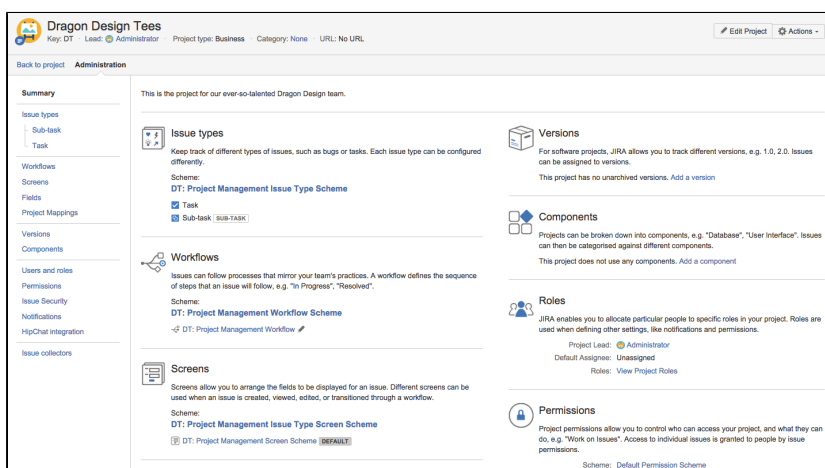 Dragon Design Tees
Key: DT Lead: Administrator Project type: Business Category: None URL: No URL
Edit Project Actions
Back to project Administration
Summary
Issue types
Sub-task
Task
Workflows
Screens
Fields
Project Mappings
Versions
Components
Users and roles
Permissions
Issue Security
Notifications
HipChat integration
Issue collectors
This is the project for our ever-so-talented Dragon Design team.
Issue types
Keep track of different types of issues, such as bugs or tasks. Each issue type can be configured
differently.
Scheme:
DT: Project Management Issue Type Scheme
Task
Sub-task SUB-TASK
Workflows
Issues can follow processes that mirror your team's practices. A workflow defines the sequence
of steps that an issue will follow, e.g. "In Progress", "Resolved".
Scheme:
DT: Project Management Workflow Scheme
DT: Project Management Workflow
Screens
Screens allow you to arrange the fields to be displayed for an issue. Different screens can be
used when an issue is created, viewed, edited, or transitioned through a workflow.
Scheme:
DT: Project Management Issue Type Screen Scheme
DT: Project Management Screen Scheme DEFAULT
Versions
For software projects, JIRA allows you to track different versions, e.g. 1.0, 2.0. Issues
can be assigned to versions.
This project has no unarchived versions. Add a version
Components
Projects can be broken down into components, e.g. "Database", "User Interface". Issues
can then be categorised against different components.
This project does not use any components. Add a component
Roles
JIRA enables you to allocate particular people to specific roles in your project. Roles are
used when defining other settings, like notifications and permissions.
Project Lead: Administrator
Default Assignee: Unassigned
Roles: View Project Roles
Permissions
Project permissions allow you to control who can access your project, and what they can
do, e.g. "Work on Issues". Access to individual issues is granted to people by issue
permissions.
Scheme: Default Permission Scheme